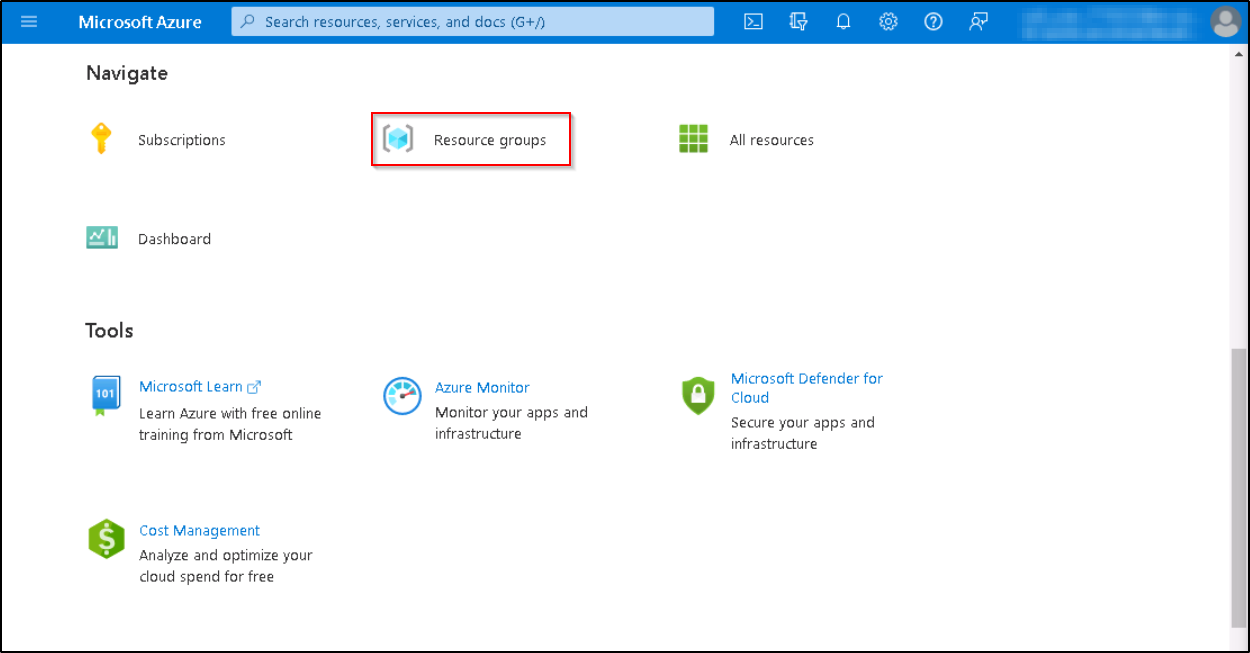 Microsoft Azure
Search resources, services, and docs (G+/)
Navigate
Subscriptions
Resource groups
All resources
Dashboard
Tools
101
Microsoft Learn
Learn Azure with free online
training from Microsoft
Azure Monitor
Monitor your apps and
infrastructure
Microsoft Defender for
Cloud
Secure your apps and
infrastructure
$
Cost Management
Analyze and optimize your
cloud spend for free